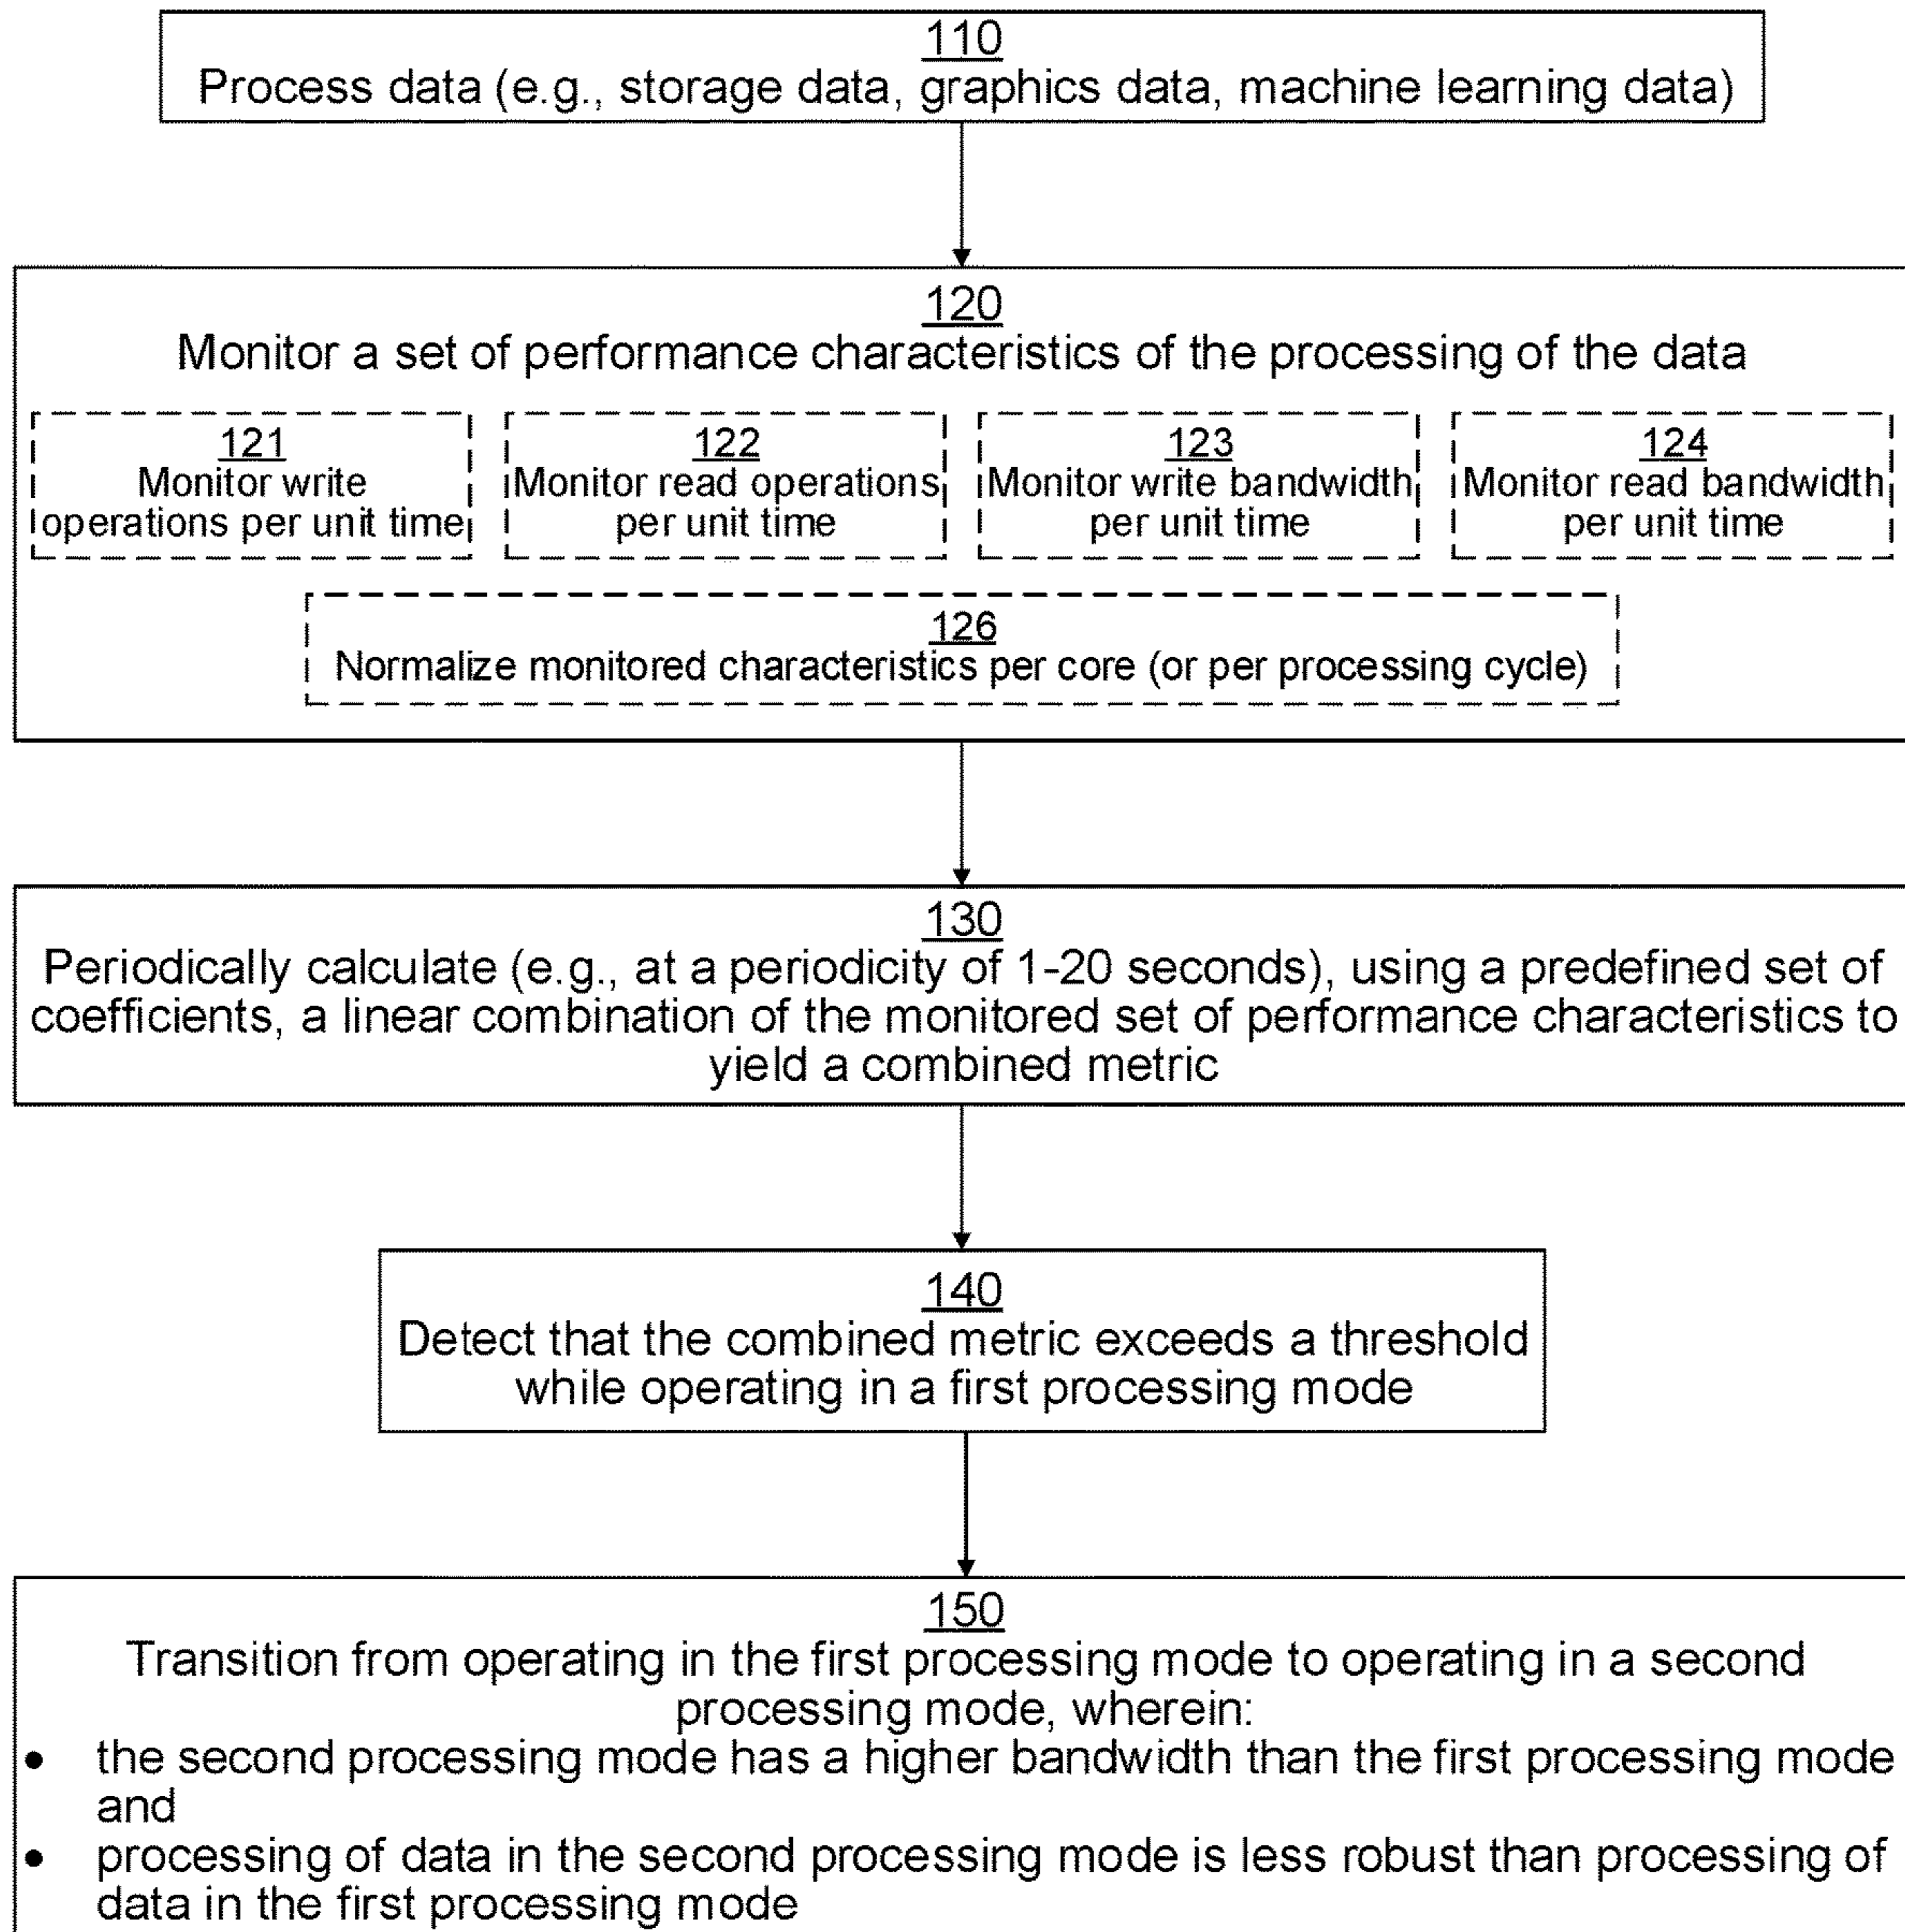 110
Process data (e.g., storage data, graphics data, machine learning data)
120
Monitor a set of performance characteristics of the processing of the data
121
Monitor write
operations per unit time
122
Monitor read operations
per unit time
123
Monitor write bandwidth
per unit time
124
Monitor read bandwidth
per unit time
126
Normalize monitored characteristics per core (or per processing cycle)
130
Periodically calculate (e.g., at a periodicity of 1-20 seconds), using a predefined set of
coefficients, a linear combination of the monitored set of performance characteristics to
yield a combined metric
140
Detect that the combined metric exceeds a threshold
while operating in a first processing mode
150
Transition from operating in the first processing mode to operating in a second
processing mode, wherein:
• the second processing mode has a higher bandwidth than the first processing mode
and
• processing of data in the second processing mode is less robust than processing of
data in the first processing mode